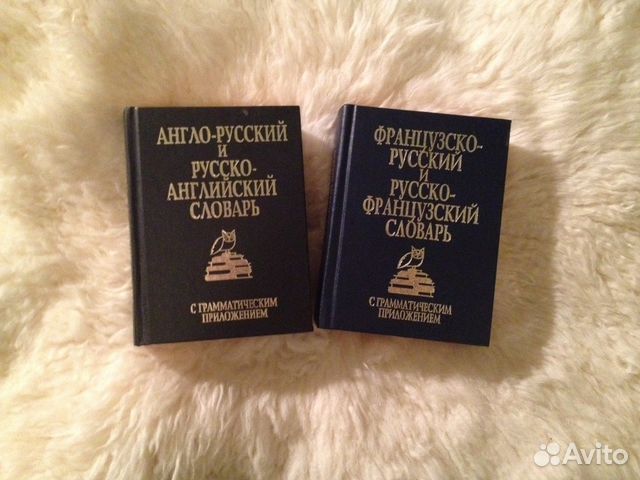 АНГЛО-РУССКИЙ
И
РУССКО-
АНГЛИЙСКИЙ
СЛОВАРЬ
С ГРАММАТИЧЕСКИМ
ПРИЛОЖЕНИЕМ
ФРАНЦУЗСКО-
РУССКИЙ
И
РУССКО-
ФРАНЦУЗСКИЙ
СЛОВАРЬ
С ГРАММАТИЧЕСКИМ
ПРИЛОЖЕНИЕМ
Avito